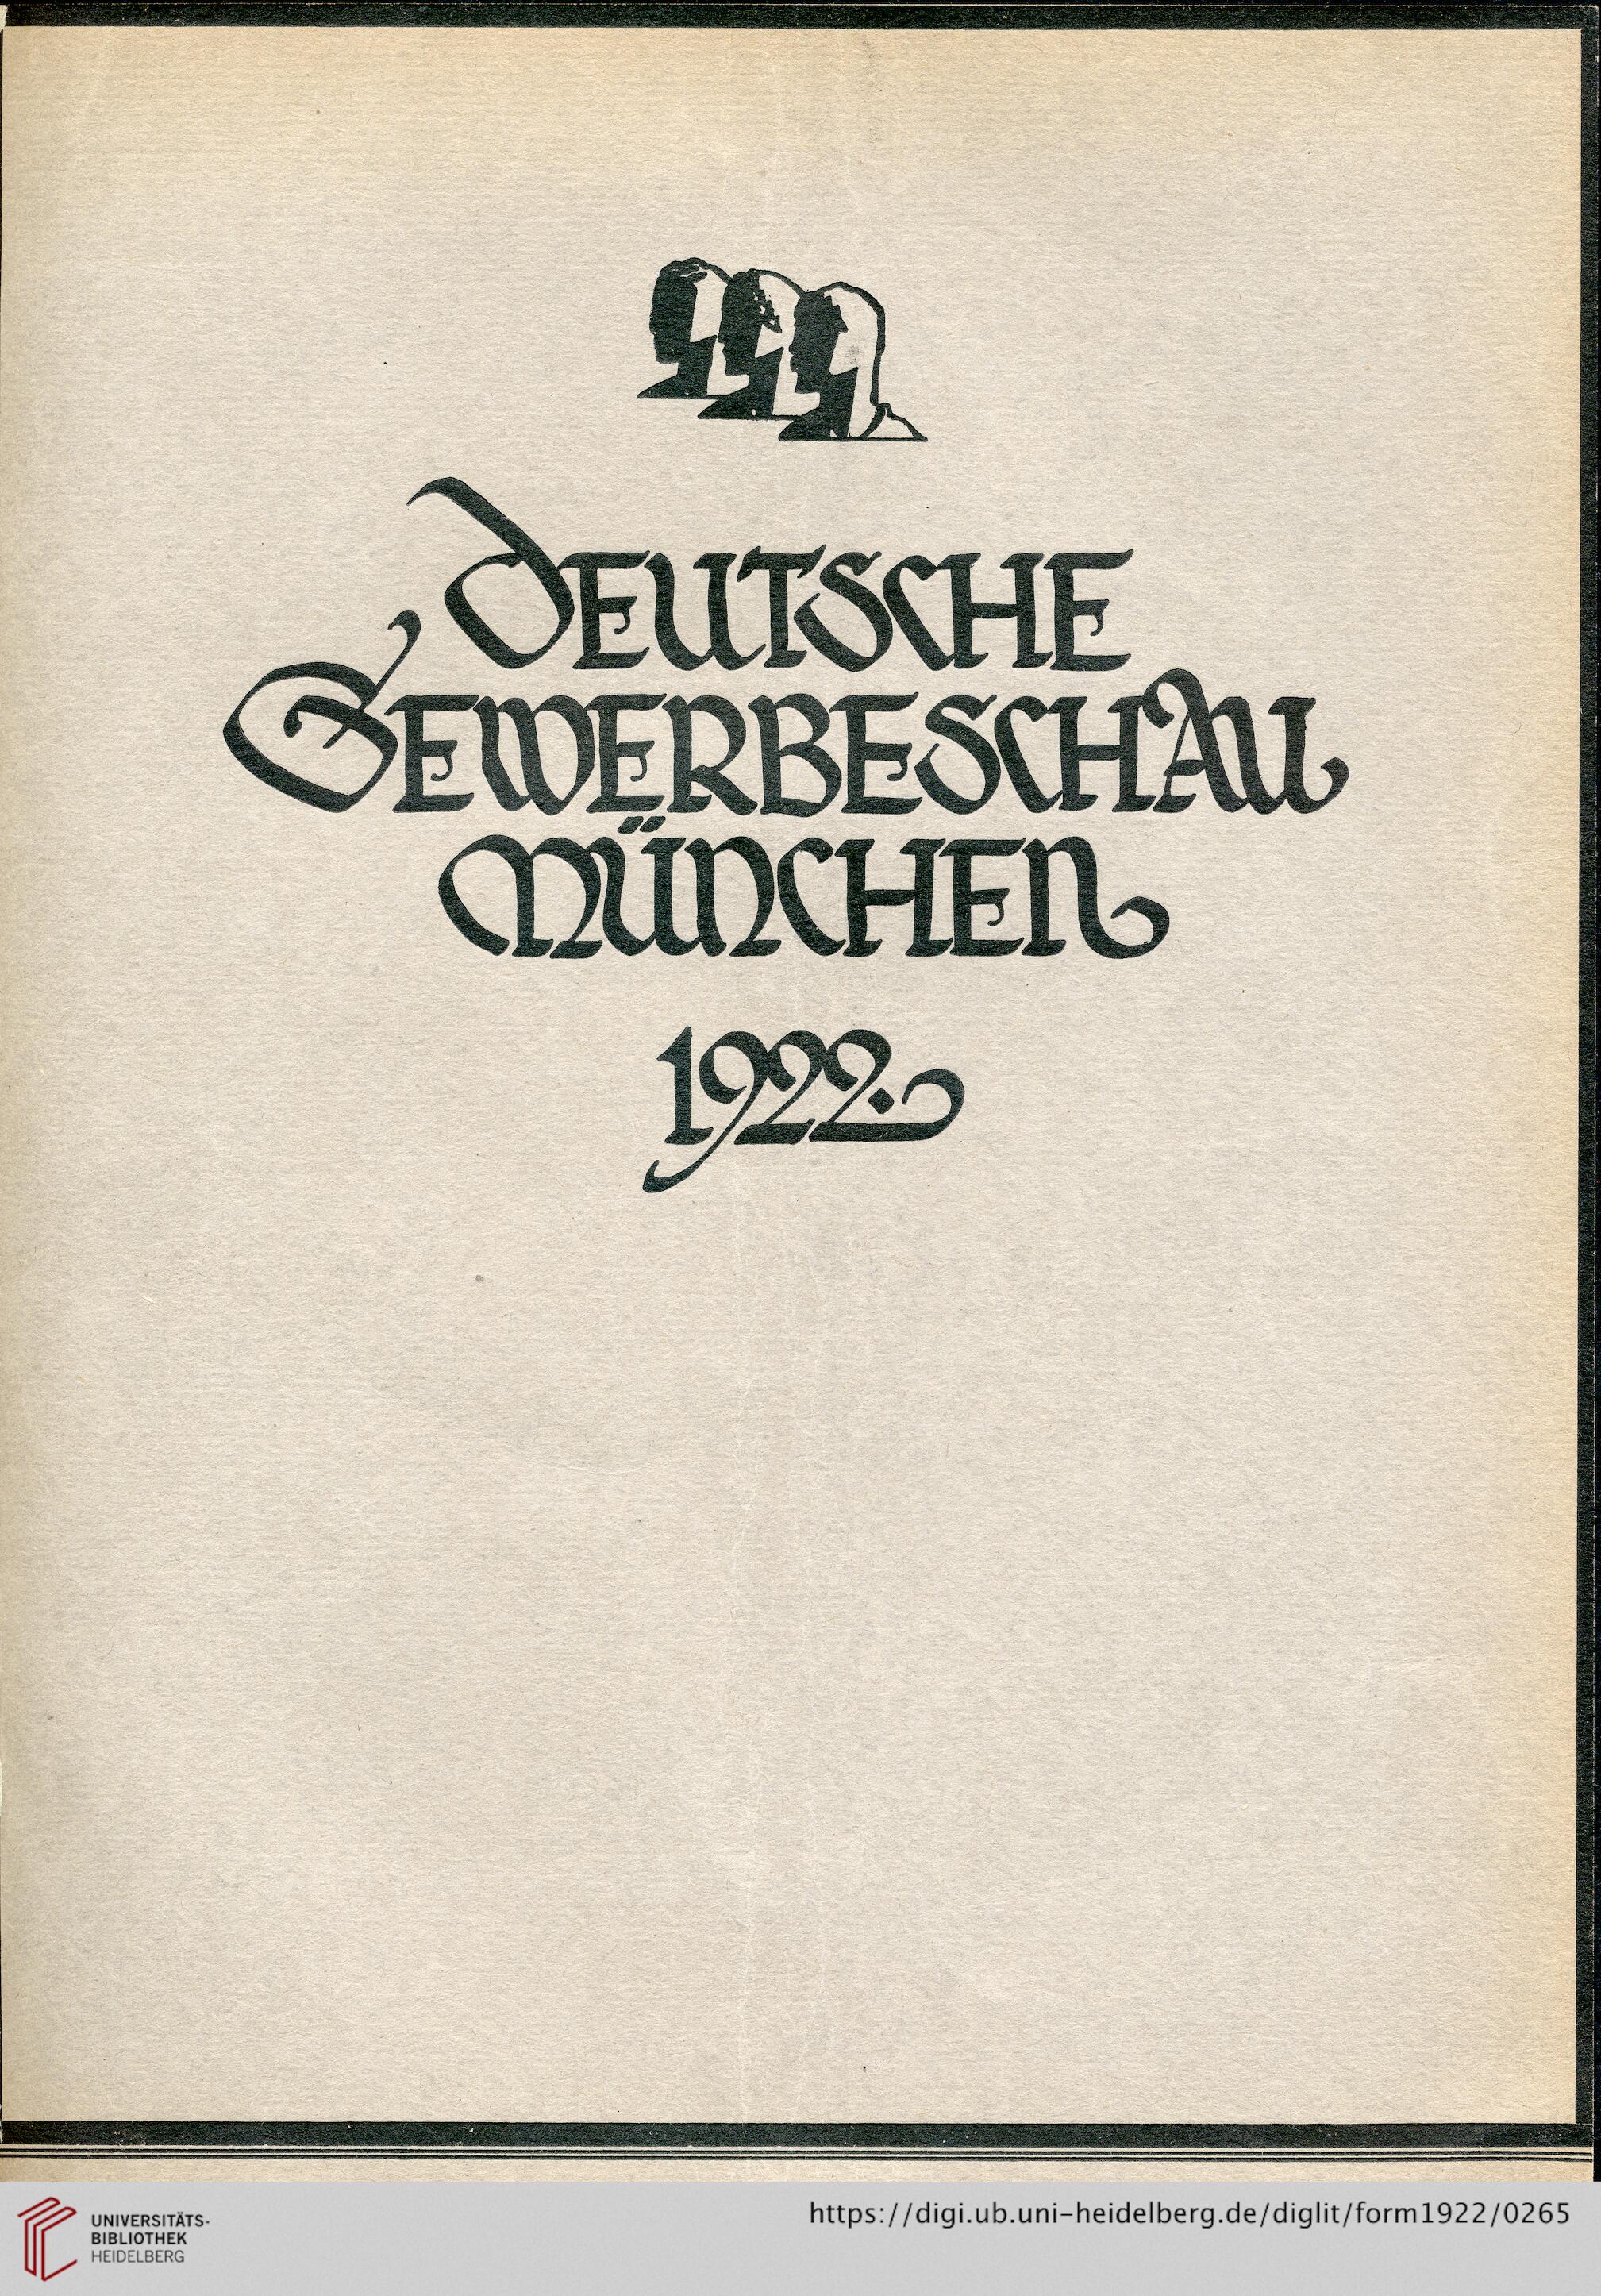 DEUTSCHE
GEWERBESCHAU
MÜNCHEN
1922.
UNIVERSITÄTS-
BIBLIOTHEK
HEIDELBERG
https://digi.ub.uni-heidelberg.de/diglit/form1922/0265